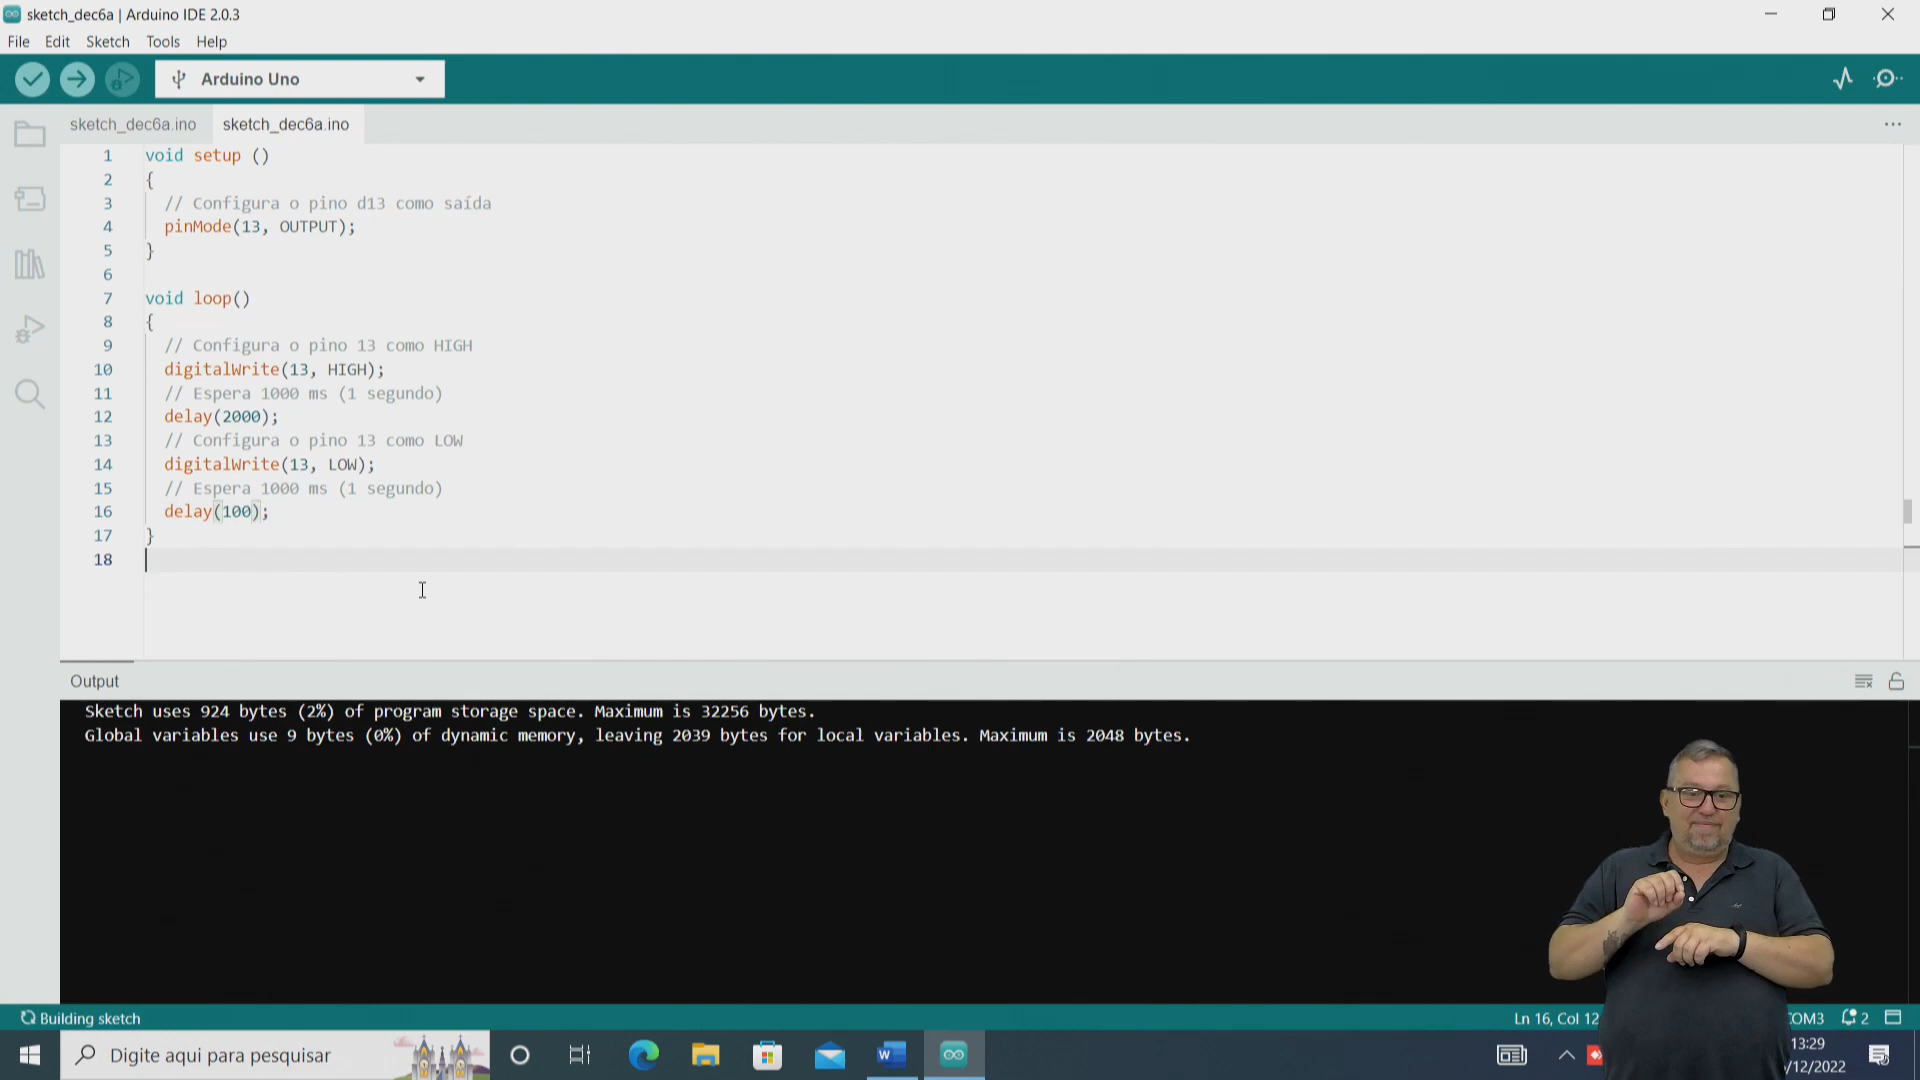 sketch_dec6a | Arduino IDE 2.0.3
File Edit Sketch Tools Help
Arduino Uno
sketch_dec6a.ino sketch_dec6a.ino
1 void setup ()
2 {
3 // Configura o pino d13 como saída
4 pinMode(13, OUTPUT);
5 }
6
7 void loop()
8 {
9 // Configura o pino 13 como HIGH
10 digitalWrite(13, HIGH);
11 // Espera 1000 ms (1 segundo)
12 delay(2000);
13 // Configura o pino 13 como LOW
14 digitalWrite(13, LOW);
15 // Espera 1000 ms (1 segundo)
16 delay(100);
17 }
18
Output
Sketch uses 924 bytes (2%) of program storage space. Maximum is 32256 bytes.
Global variables use 9 bytes (0%) of dynamic memory, leaving 2039 bytes for local variables. Maximum is 2048 bytes.
Building sketch
Ln 16, Col 12
OM3 2
Digite aqui para pesquisar
13:29
/12/2022